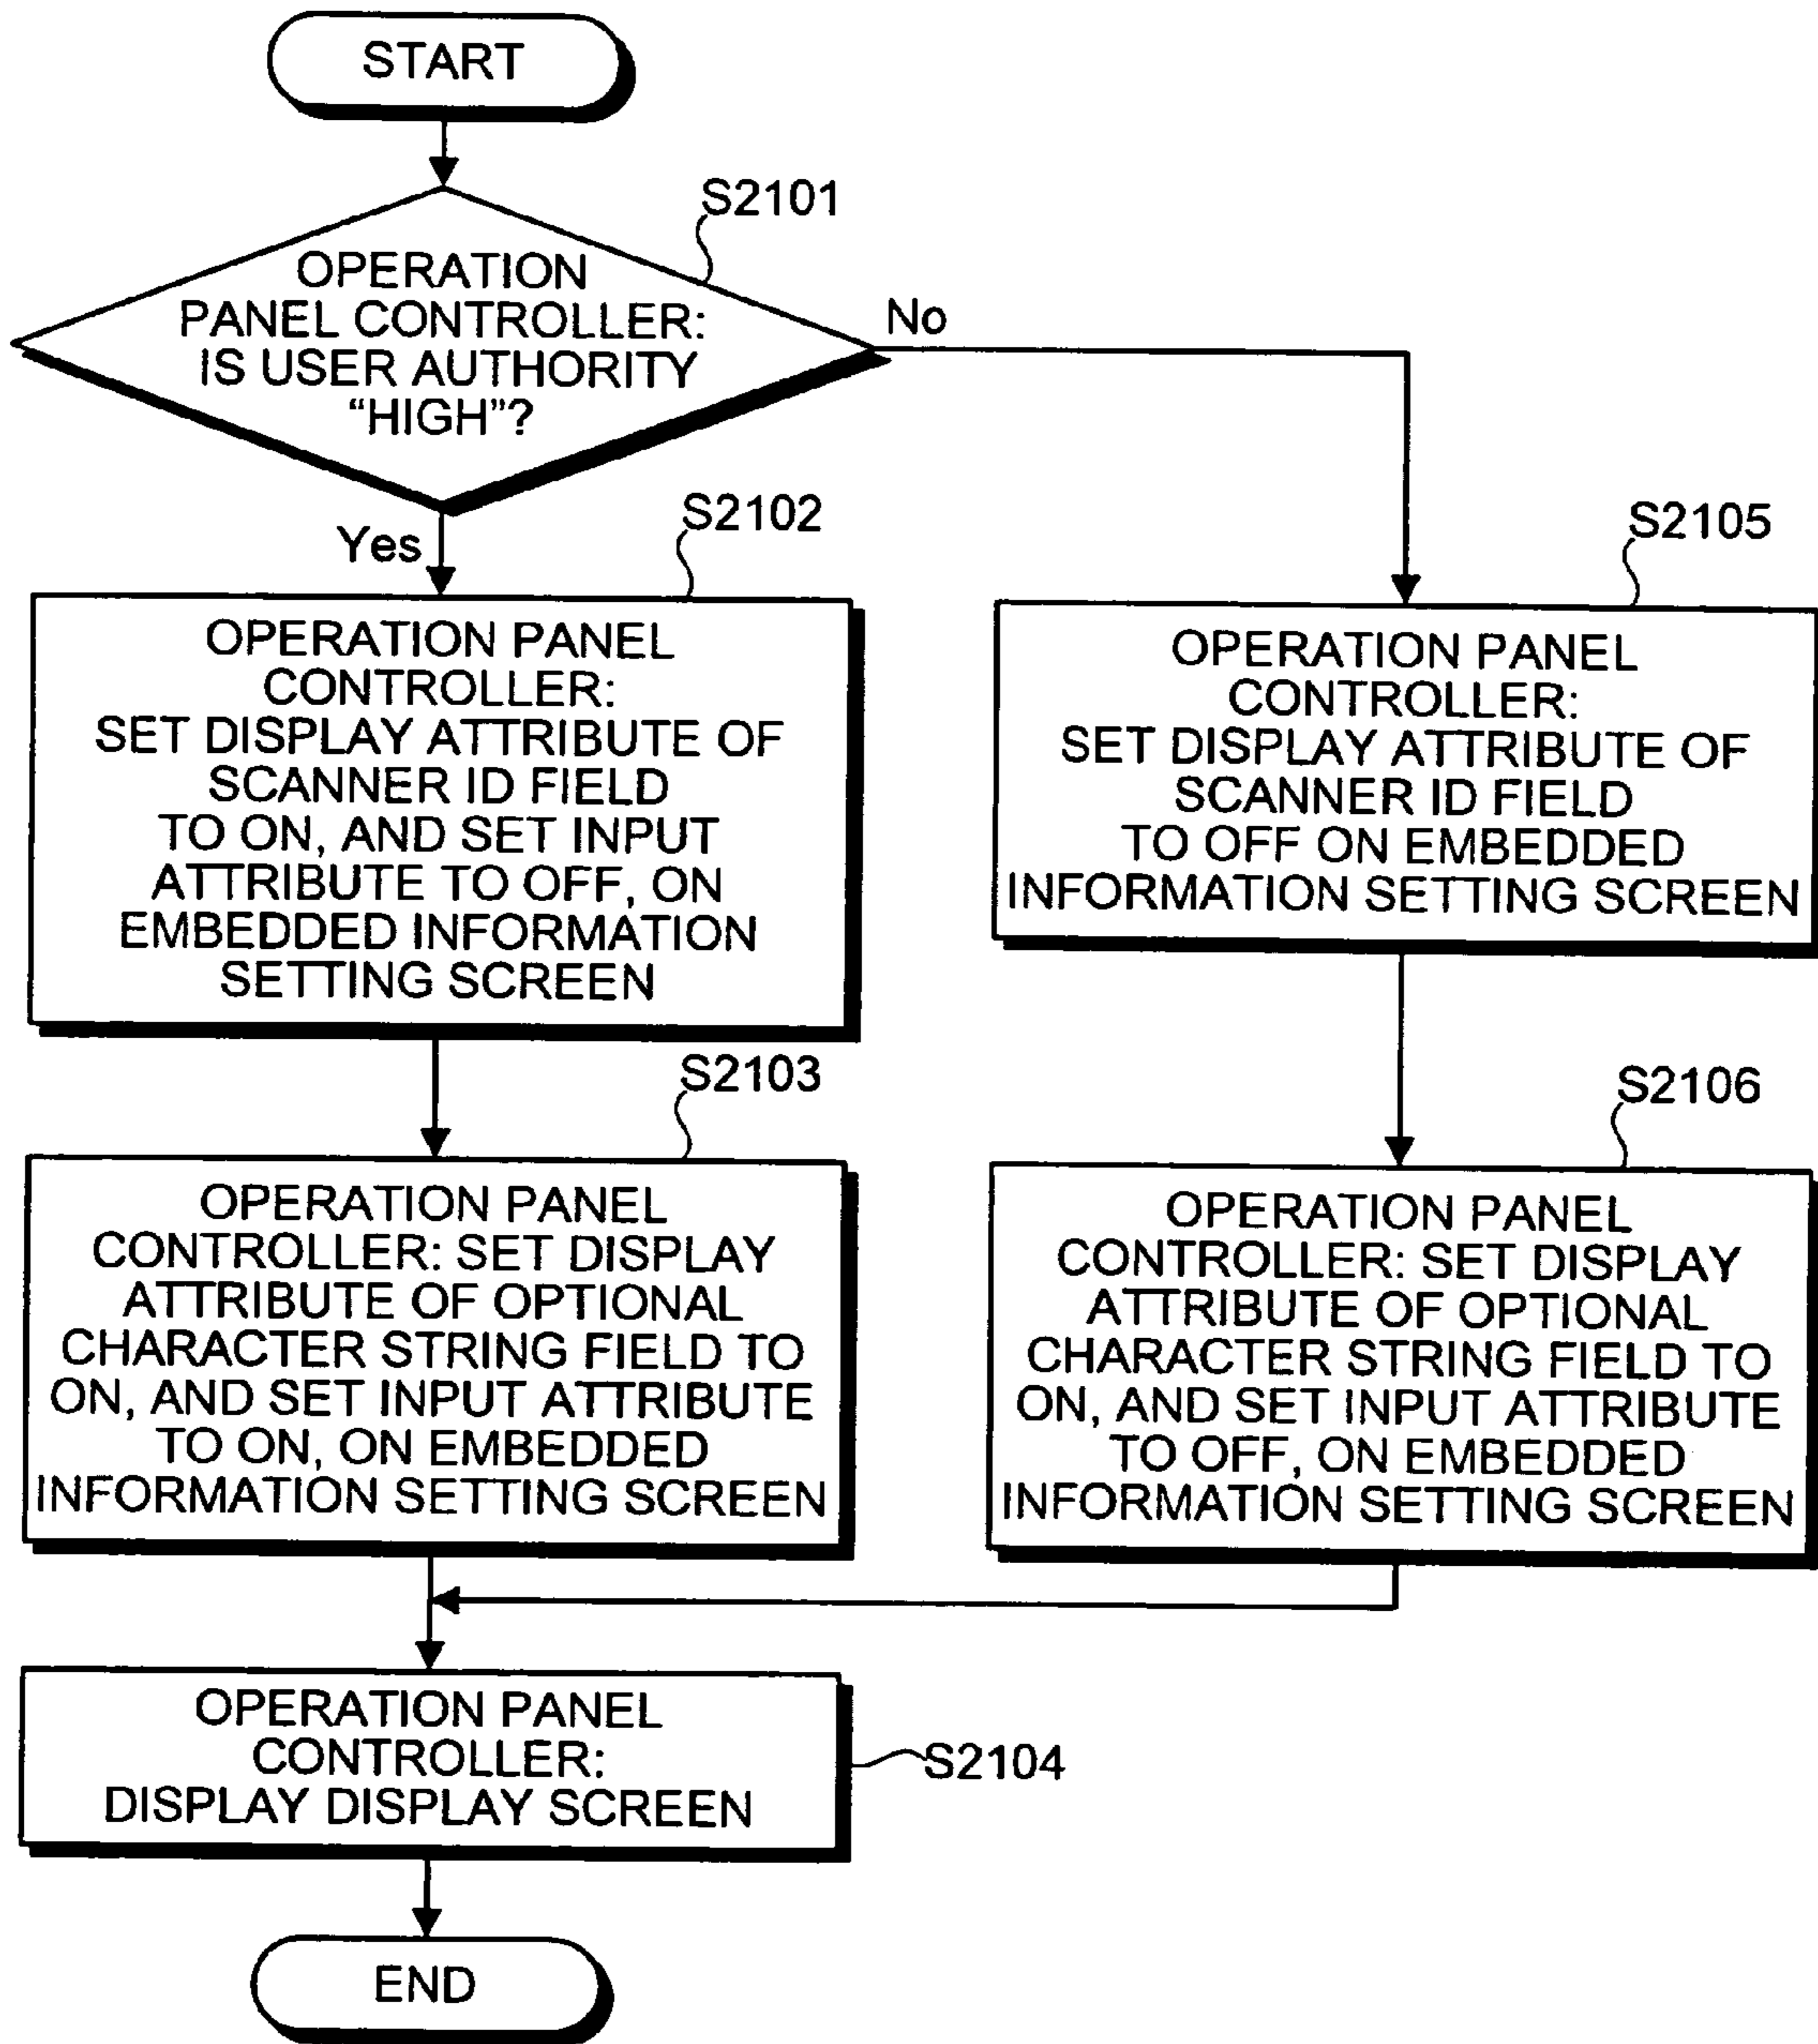 START
S2101
OPERATION
PANEL CONTROLLER:
IS USER AUTHORITY
“HIGH”?
No
Yes
S2102
OPERATION PANEL
CONTROLLER:
SET DISPLAY ATTRIBUTE OF
SCANNER ID FIELD
TO ON, AND SET INPUT
ATTRIBUTE TO OFF, ON
EMBEDDED INFORMATION
SETTING SCREEN
S2105
OPERATION PANEL
CONTROLLER:
SET DISPLAY ATTRIBUTE OF
SCANNER ID FIELD
TO OFF ON EMBEDDED
INFORMATION SETTING SCREEN
S2103
OPERATION PANEL
CONTROLLER: SET DISPLAY
ATTRIBUTE OF OPTIONAL
CHARACTER STRING FIELD TO
ON, AND SET INPUT ATTRIBUTE
TO ON, ON EMBEDDED
INFORMATION SETTING SCREEN
S2106
OPERATION PANEL
CONTROLLER: SET DISPLAY
ATTRIBUTE OF OPTIONAL
CHARACTER STRING FIELD TO
ON, AND SET INPUT ATTRIBUTE
TO OFF, ON EMBEDDED
INFORMATION SETTING SCREEN
OPERATION PANEL
CONTROLLER:
DISPLAY DISPLAY SCREEN
S2104
END